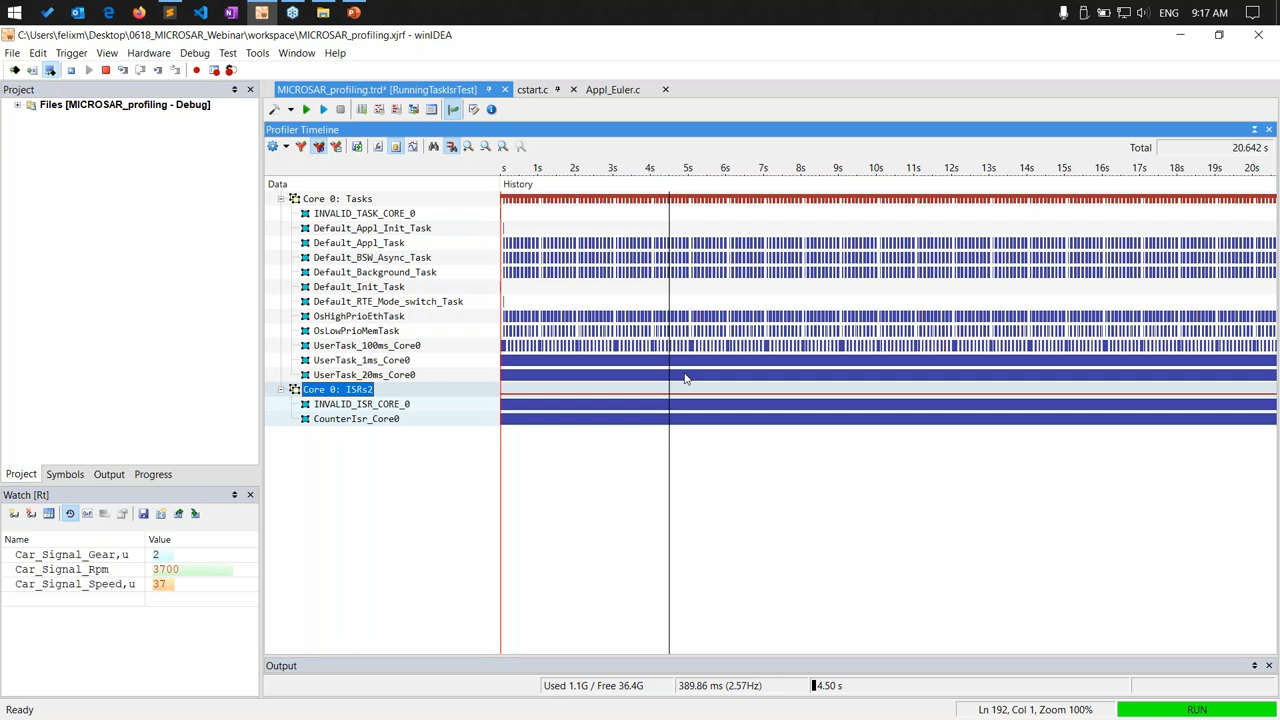 ENG 9:17 AM
C:\Users\felixm\Desktop\0618_MICROSAR_Webinar\workspace\MICROSAR_profiling.xjrf - winIDEA
File Edit Trigger View Hardware Debug Test Tools Window Help
Project
Files [MICROSAR_profiling - Debug]
MICROSAR_profiling.trd* [RunningTaskIsrTest] cstart.c Appl_Euler.c
Profiler Timeline
Total 20.642 s
s 1s 2s 3s 4s 5s 6s 7s 8s 9s 10s 11s 12s 13s 14s 15s 16s 17s 18s 19s 20s
Data History
Core 0: Tasks
INVALID_TASK_CORE_0
Default_Appl_Init_Task
Default_Appl_Task
Default_BSW_Async_Task
Default_Background_Task
Default_Init_Task
Default_RTE_Mode_switch_Task
OsHighPrioEthTask
OsLowPrioMemTask
UserTask_100ms_Core0
UserTask_1ms_Core0
UserTask_20ms_Core0
Core 0: ISRs2
INVALID_ISR_CORE_0
CounterIsr_Core0
Project Symbols Output Progress
Watch [Rt]
Name Value
Car_Signal_Gear,u 2
Car_Signal_Rpm 3700
Car_Signal_Speed,u 37
Output
Used 1.1G / Free 36.4G 389.86 ms (2.57Hz) 4.50 s
Ready Ln 192, Col 1, Zoom 100% RUN